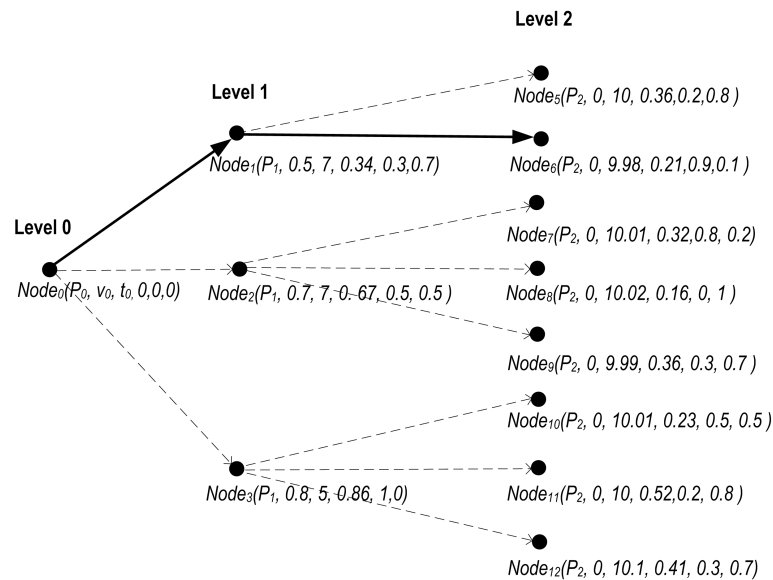 Level 2
Node5(P2, 0, 10, 0.36,0.2,0.8 )
Level 1
Node1(P1, 0.5, 7, 0.34, 0.3,0.7)
Node6(P2, 0, 9.98, 0.21,0.9,0.1 )
Level 0
Node7(P2, 0, 10.01, 0.32,0.8, 0.2)
Node0(P0, v0, t0, 0,0,0)
Node2(P1, 0.7, 7, 0.67, 0.5, 0.5 )
Node8(P2, 0, 10.02, 0.16, 0, 1 )
Node9(P2, 0, 9.99, 0.36, 0.3, 0.7 )
Node10(P2, 0, 10.01, 0.23, 0.5, 0.5 )
Node3(P1, 0.8, 5, 0.86, 1,0)
Node11(P2, 0, 10, 0.52,0.2, 0.8 )
Node12(P2, 0, 10.1, 0.41, 0.3, 0.7)